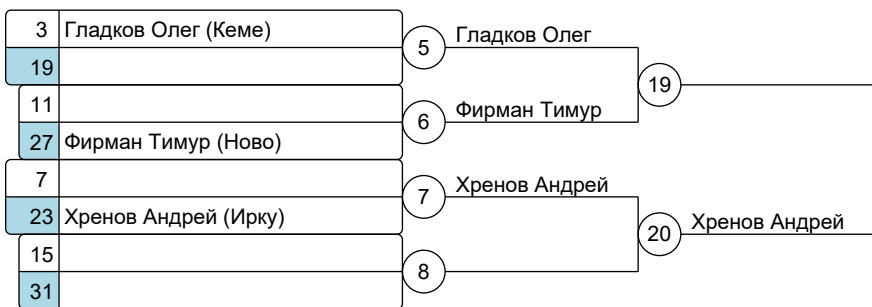 3 Гладков Олег (Кеме)
5 Гладков Олег
19
19
11
6 Фирман Тимур
27 Фирман Тимур (Ново)
7
7 Хренов Андрей
23 Хренов Андрей (Ирку)
20 Хренов Андрей
15
8
31